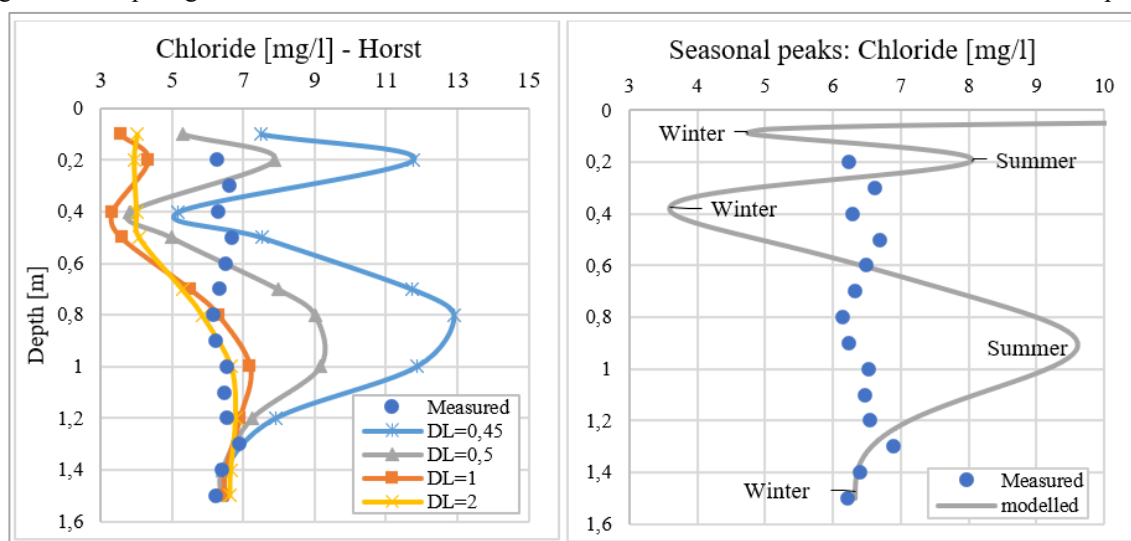 Chloride [mg/l] - Horst
3 5 7 9 11 13 15
0
0,2
0,4
0,6
0,8
1
1,2
1,4
1,6
Depth [m]
Measured
DL=0,45
DL=0,5
DL=1
DL=2
Seasonal peaks: Chloride [mg/l]
3 4 5 6 7 8 9 10
0
0,2
0,4
0,6
0,8
1
1,2
1,4
1,6
Winter
Summer
Winter
Summer
Winter
Measured
modelled